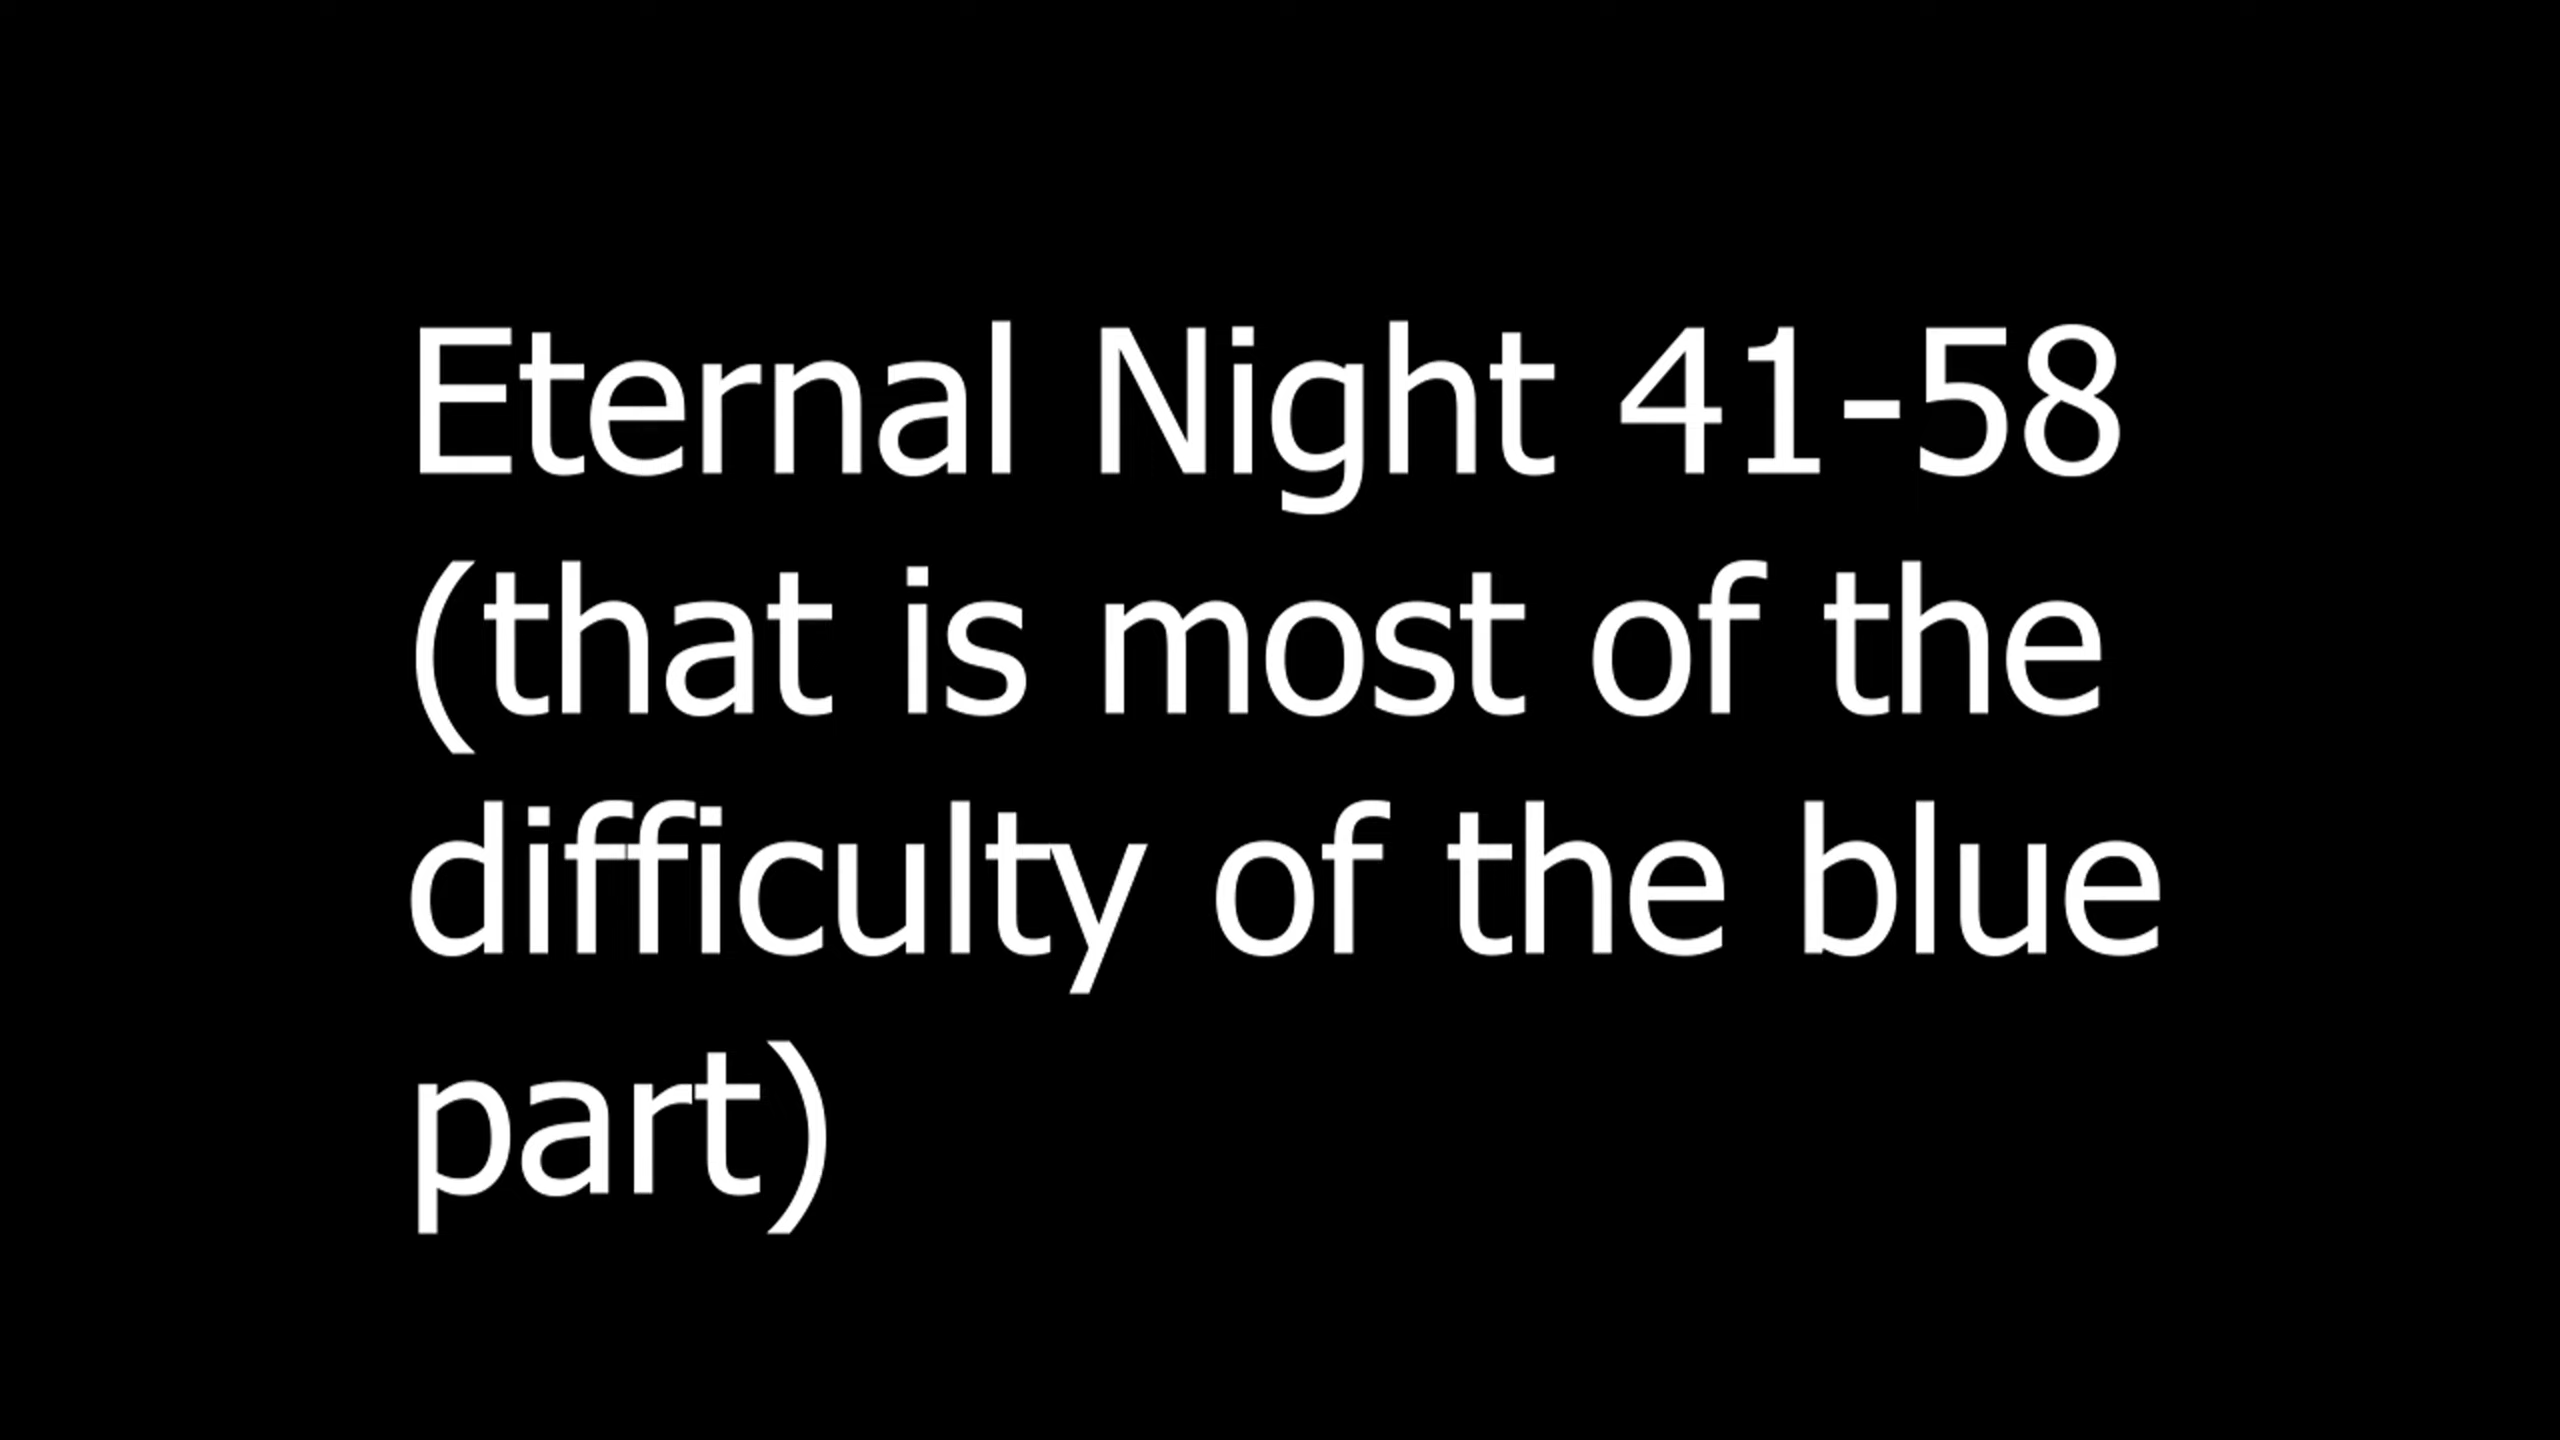 Eternal Night 41-58
(that is most of the
difficulty of the blue
part)